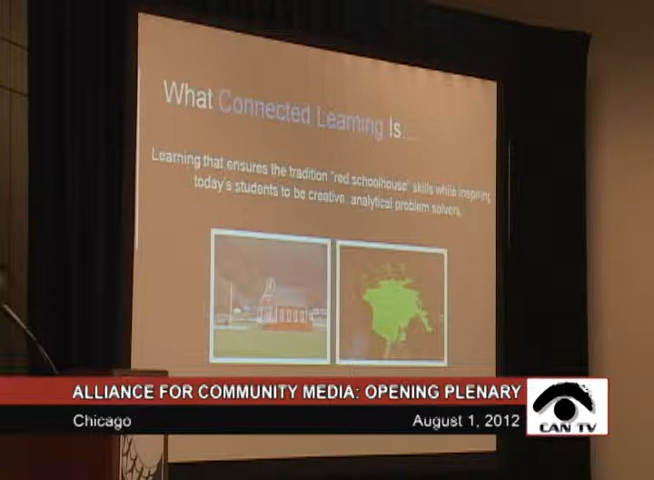 What Connected Learning Is...
Learning that ensures the tradition "red schoolhouse" skills while inspiring
today's students to be creative, analytical problem solvers.
ALLIANCE FOR COMMUNITY MEDIA: OPENING PLENARY
Chicago
August 1, 2012
CAN TV